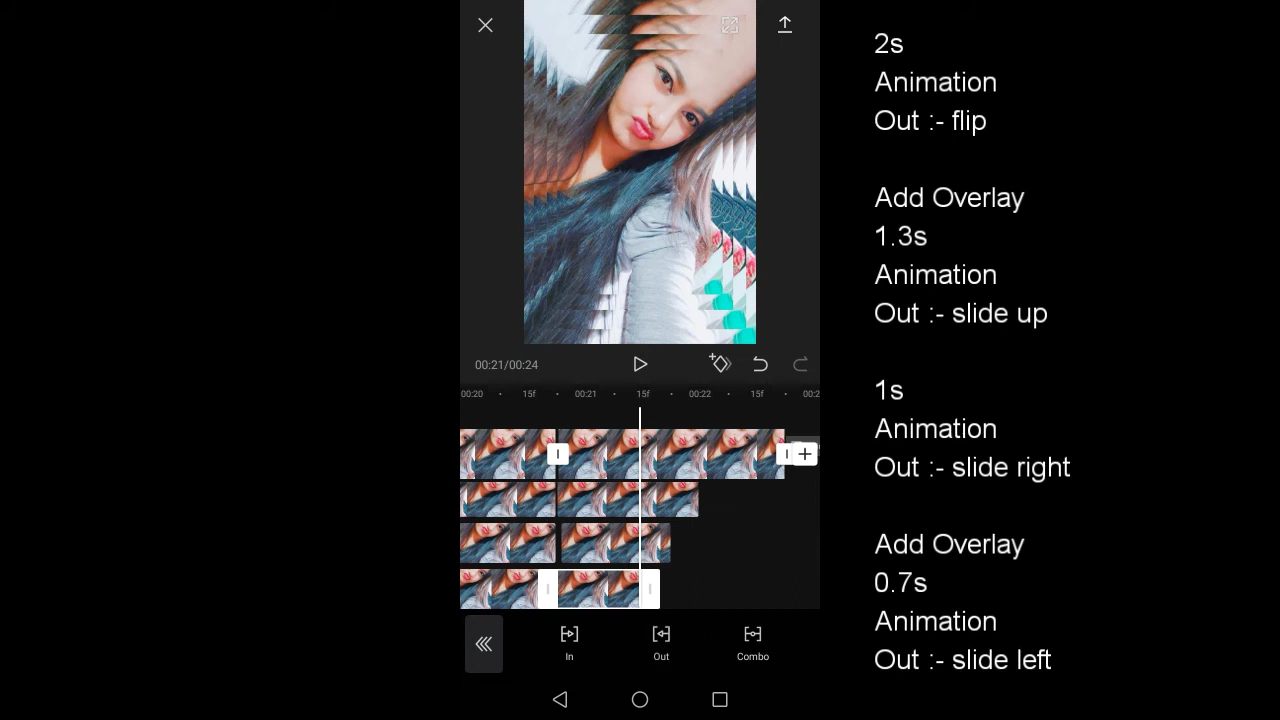 00:21/00:24
00:20
15f
00:21
15f
00:22
15f
In
Out
Combo
2s
Animation
Out :- flip
Add Overlay
1.3s
Animation
Out :- slide up
1s
Animation
Out :- slide right
Add Overlay
0.7s
Animation
Out :- slide left